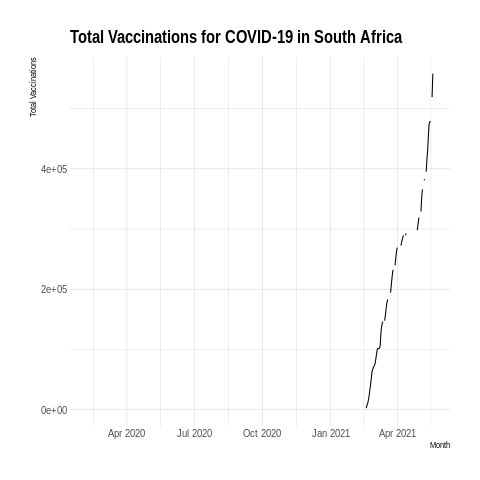 Total Vaccinations for COVID-19 in South Africa
Total Vaccinations
4e+05
2e+05
0e+00
Apr 2020 Jul 2020 Oct 2020 Jan 2021 Apr 2021
Month